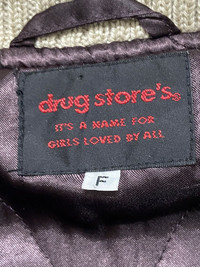 drug store's®
IT'S A NAME FOR
GIRLS LOVED BY ALL
F